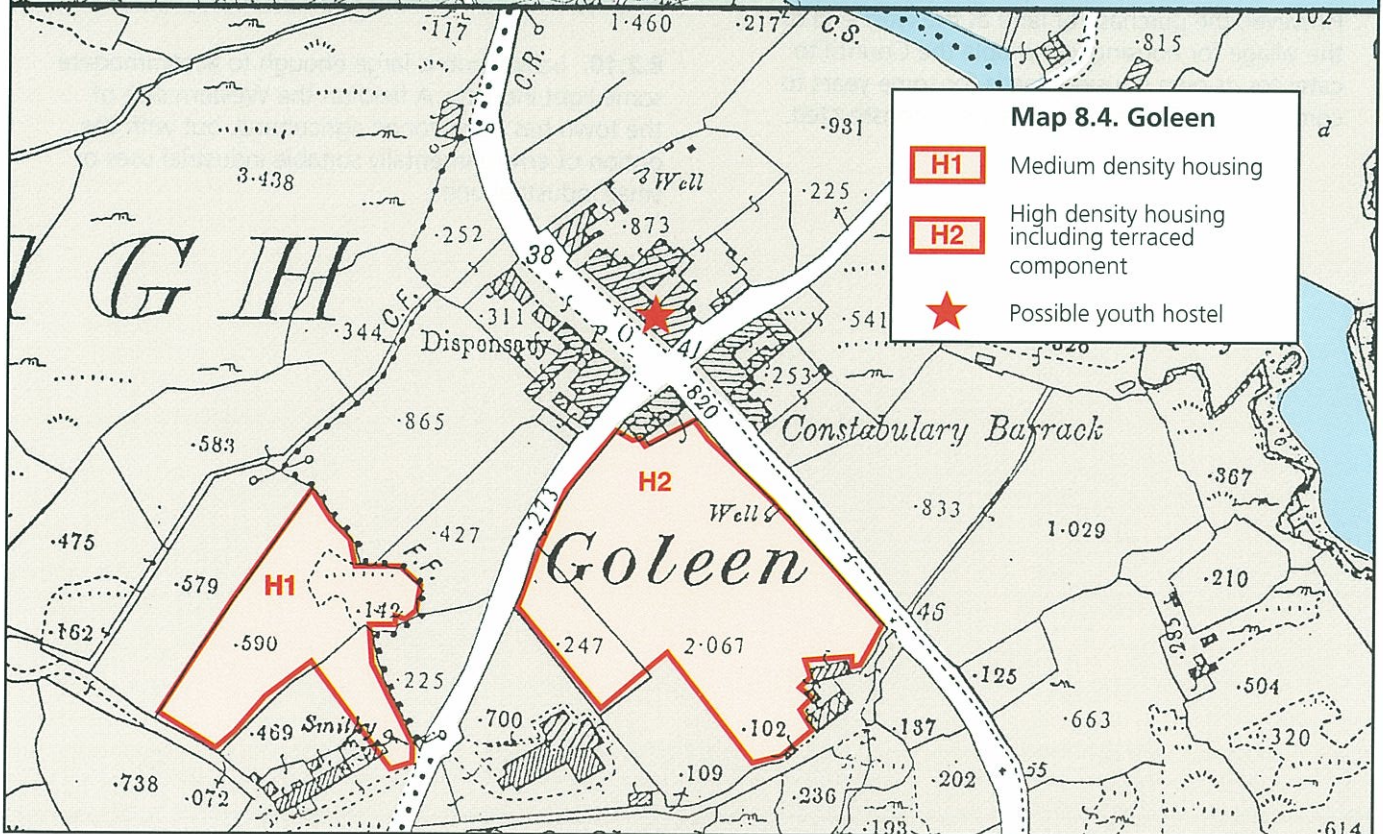 ·117
1·460
·217
C.S.
·102
·815
C.R.
Map 8.4. Goleen
H1 Medium density housing
H2 High density housing
including terraced
component
Possible youth hostel
d
·931
3·438
Well
·225
·873
·252
38
IGH
·344
C.F.
·311
Dispensary
P.O.
41
·541
·253
820
·865
Constabulary Barrack
·583
H2
·367
·273
Well
·833
1·029
·475
·427
F.F.
Goleen
·579
H1
·210
·142
·162
·590
45
·247
2·067
·285
·225
·125
·504
·469
Smithy
·700
·102
·137
·663
·320
·738
·072
·109
·202
55
·236
·193
·614